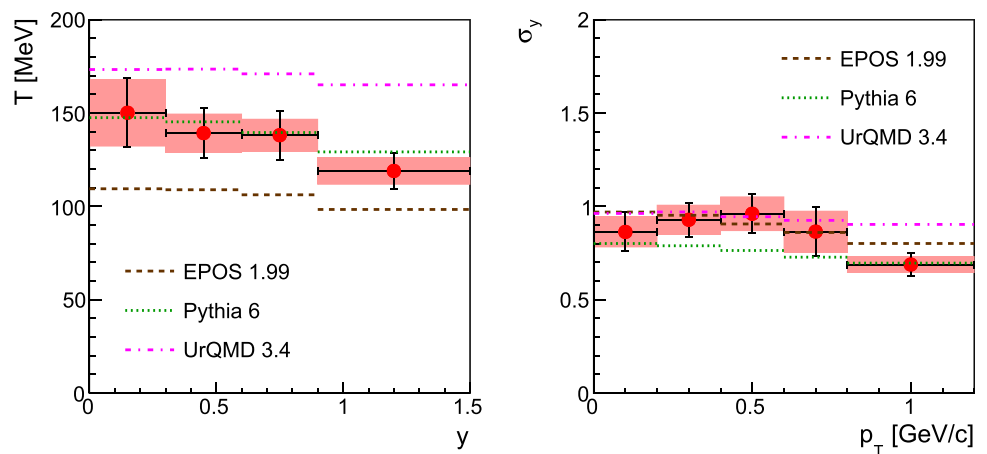 T [MeV]
200
150
100
50
0
EPOS 1.99
Pythia 6
UrQMD 3.4
0 0.5 1 1.5
y
σy
2
1.5
1
0.5
0
EPOS 1.99
Pythia 6
UrQMD 3.4
0 0.5 1
pT [GeV/c]